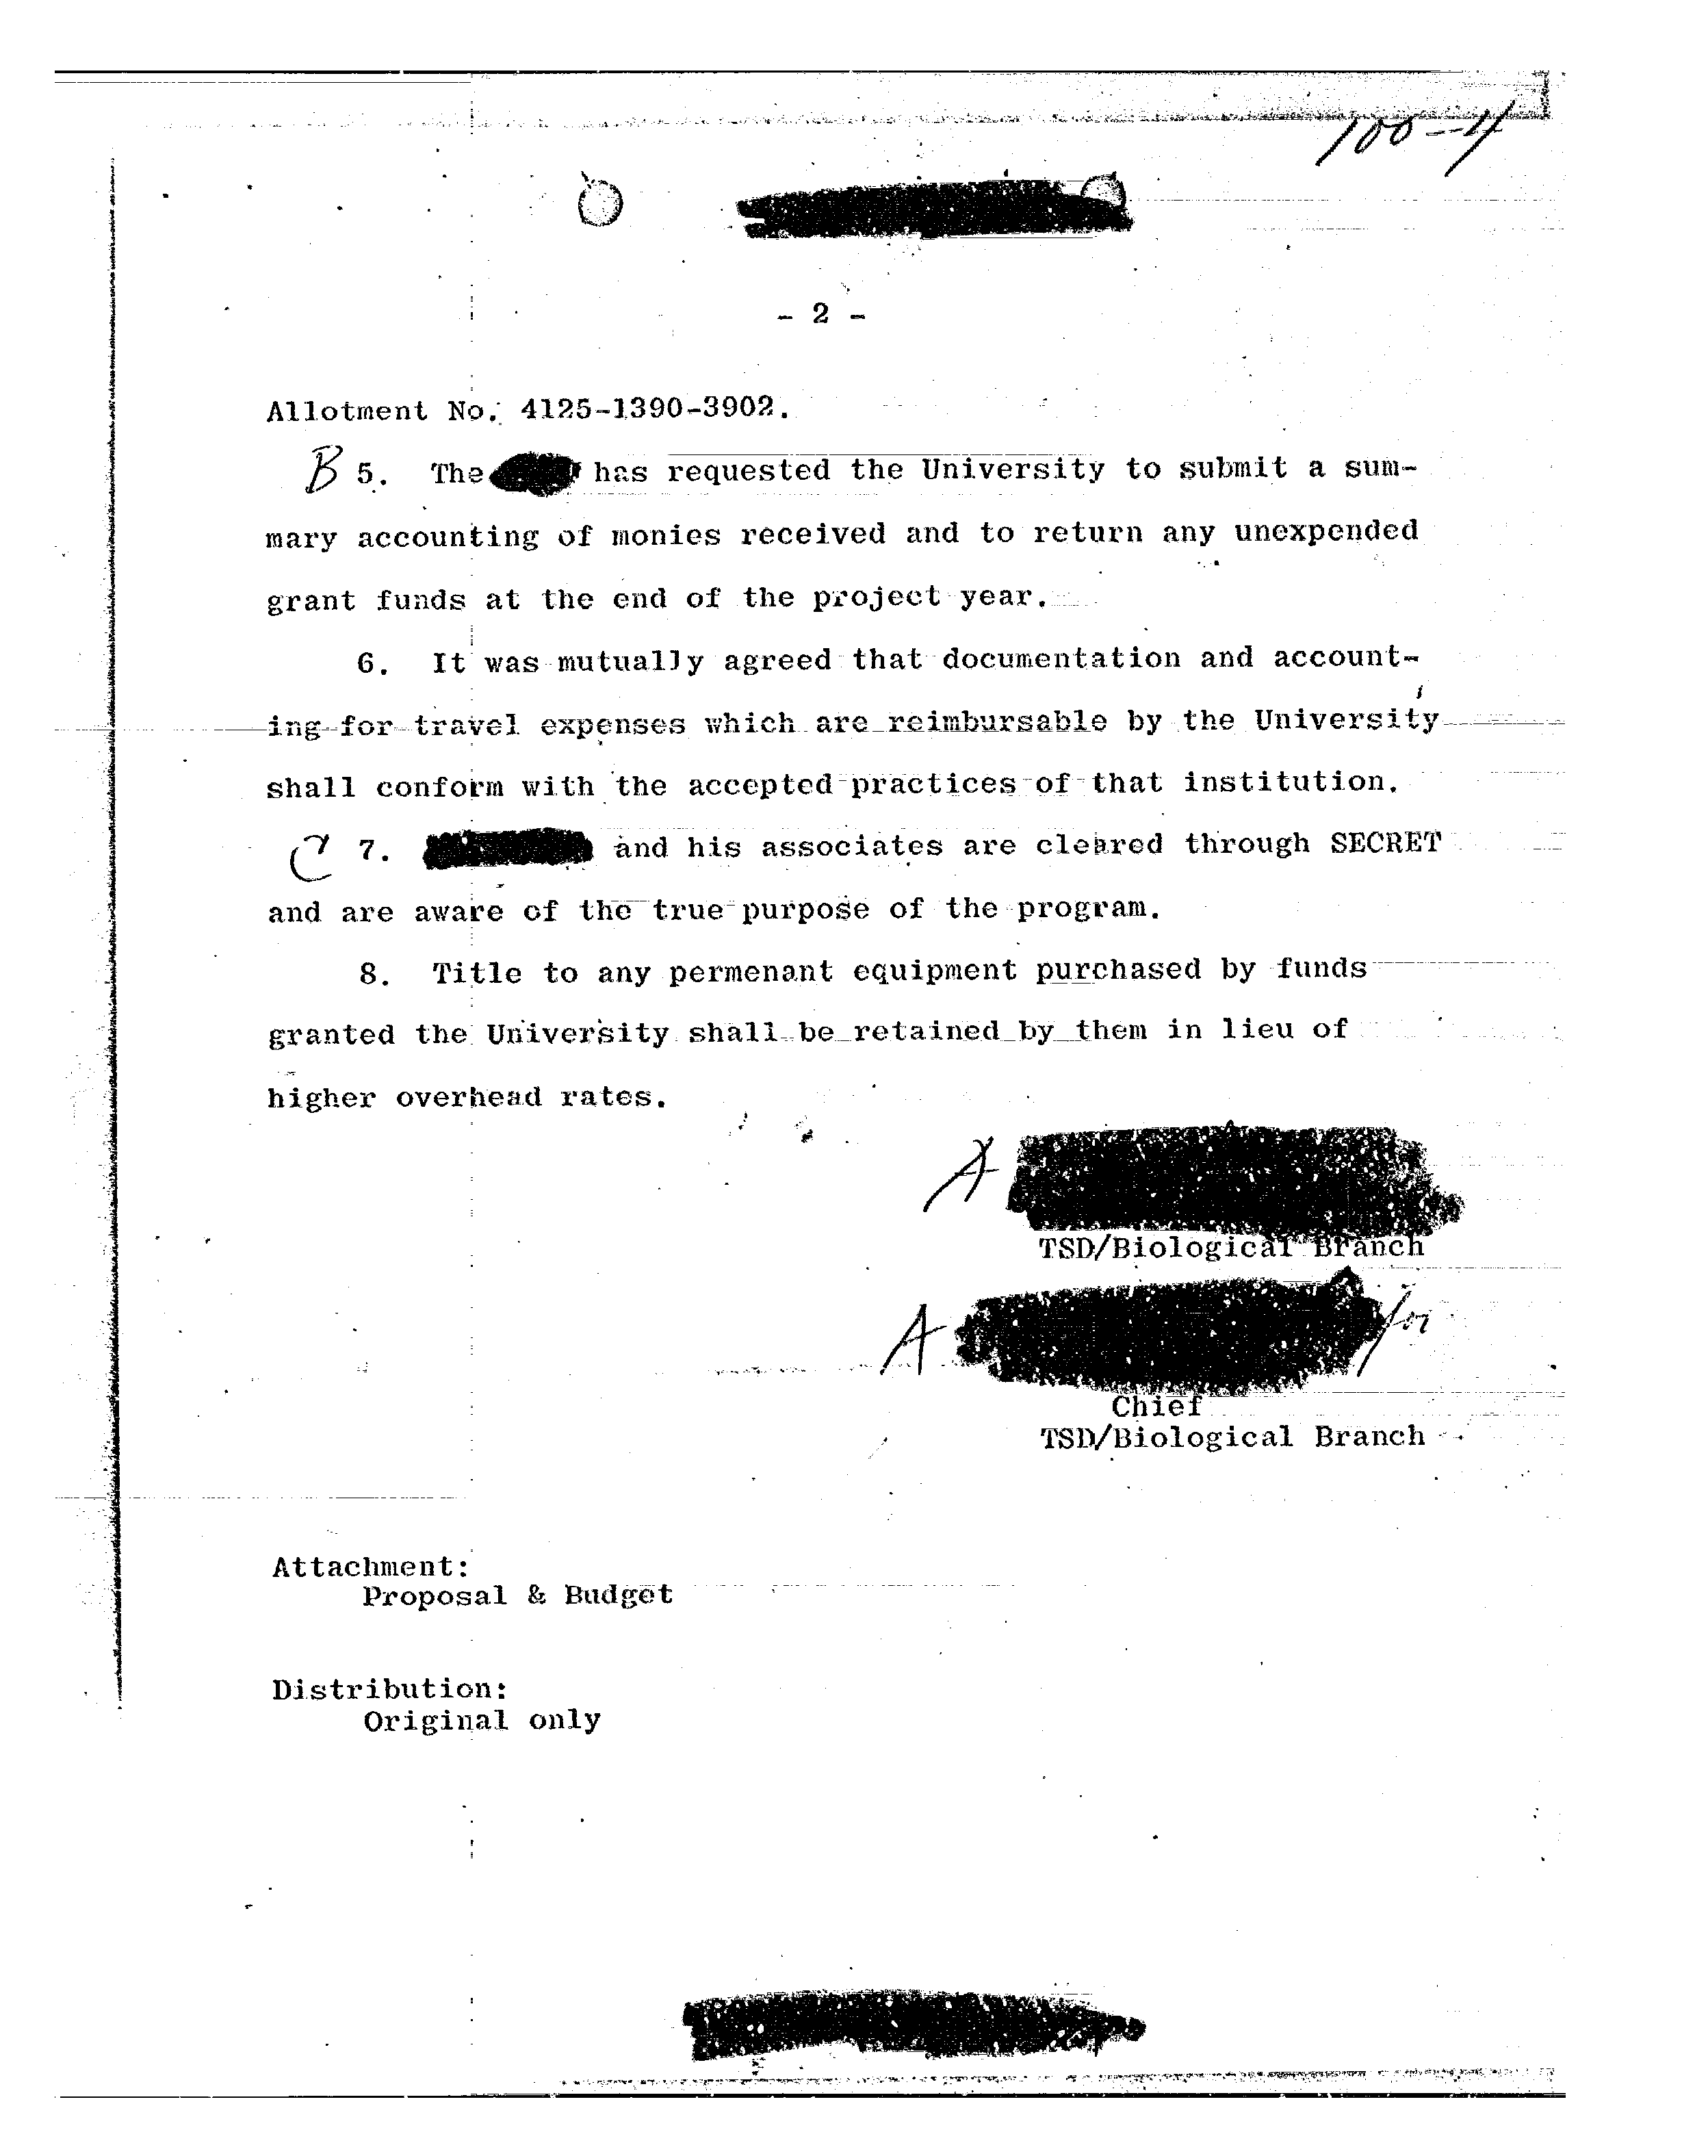 100--4
- 2 -
Allotment No. 4125-1390-3902.
B 5. The has requested the University to submit a sum-
mary accounting of monies received and to return any unexpended
grant funds at the end of the project year.
6. It was mutually agreed that documentation and account-
ing for travel expenses which are reimbursable by the University
shall conform with the accepted practices of that institution.
C 7. and his associates are cleared through SECRET
and are aware of the true purpose of the program.
8. Title to any permenant equipment purchased by funds
granted the University shall be retained by them in lieu of
higher overhead rates.
A
TSD/Biological Branch
A for
Chief
TSD/Biological Branch
Attachment:
Proposal & Budget
Distribution:
Original only